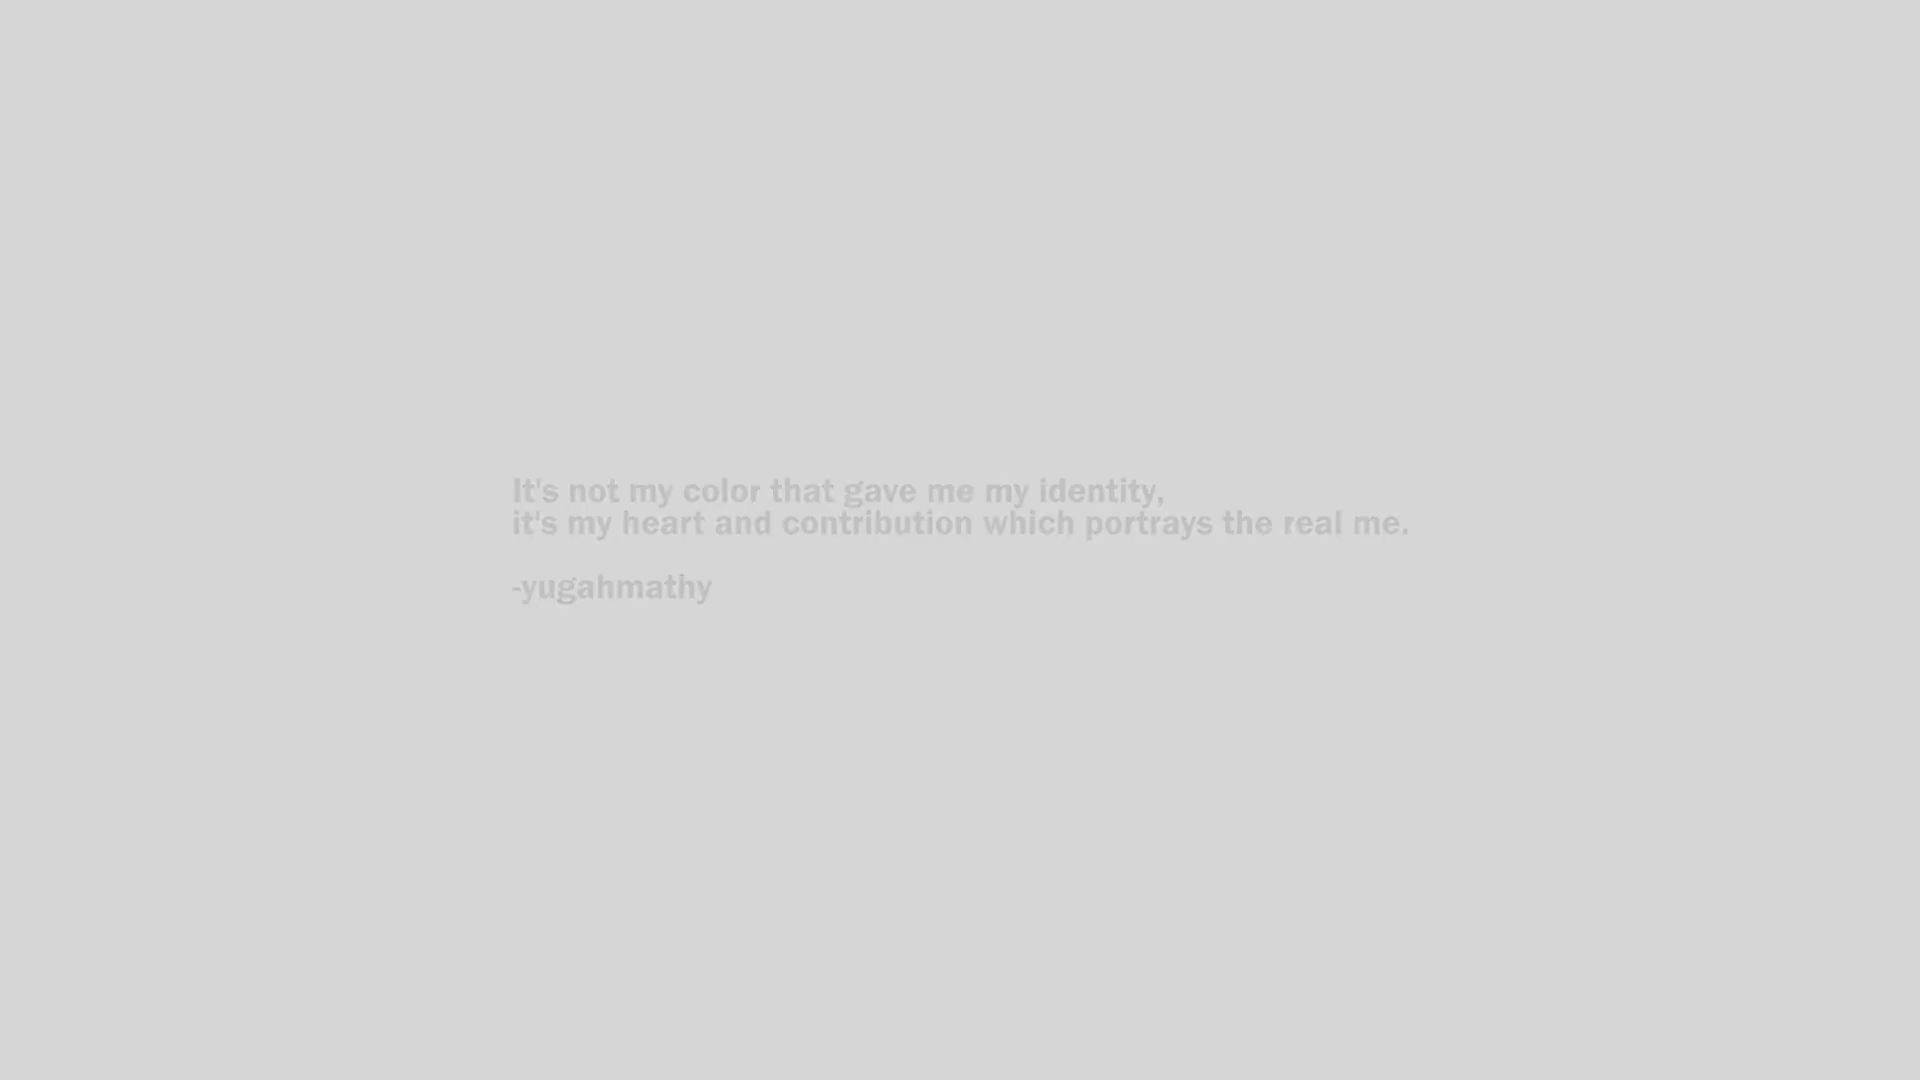 It's not my color that gave me my identity,
it's my heart and contribution which portrays the real me.
-yugahmathy